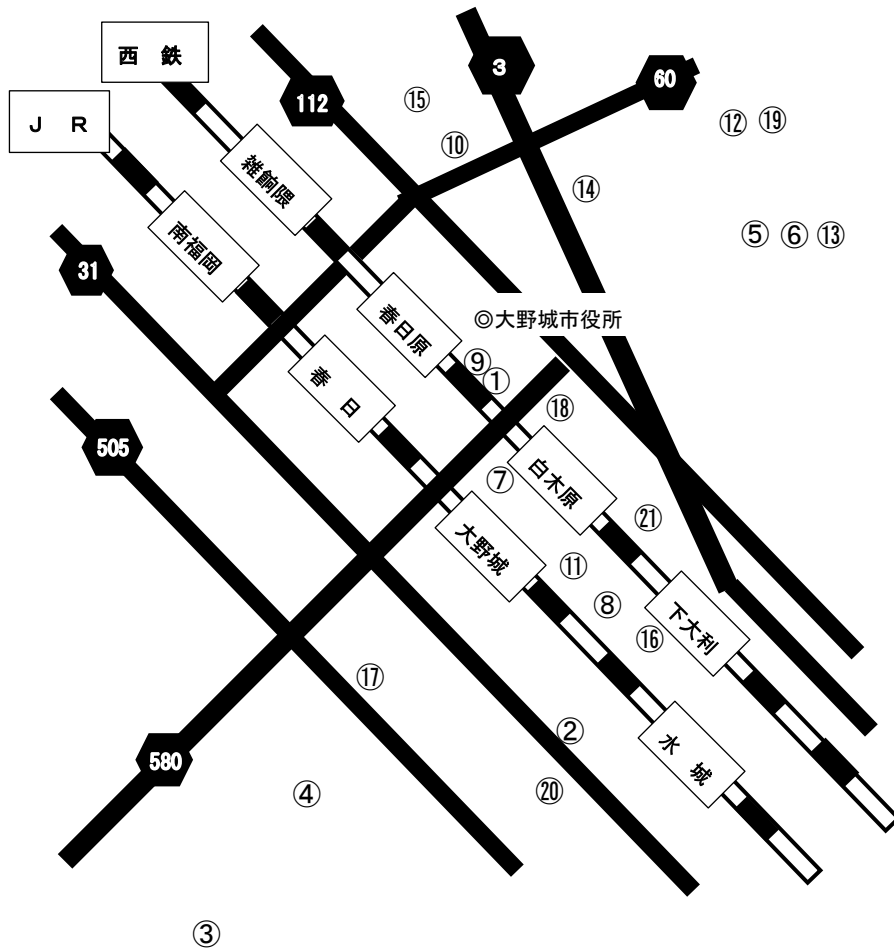 西 鉄
3
60
112
⑮
⑫ ⑲
J R
⑩
雑餉隈
⑭
南福岡
⑤ ⑥ ⑬
31
春日原
◎大野城市役所
⑨
①
春 日
⑱
505
白木原
⑦
㉑
大野城
⑪
⑧
下大利
⑯
⑰
②
水 城
580
④
⑳
③